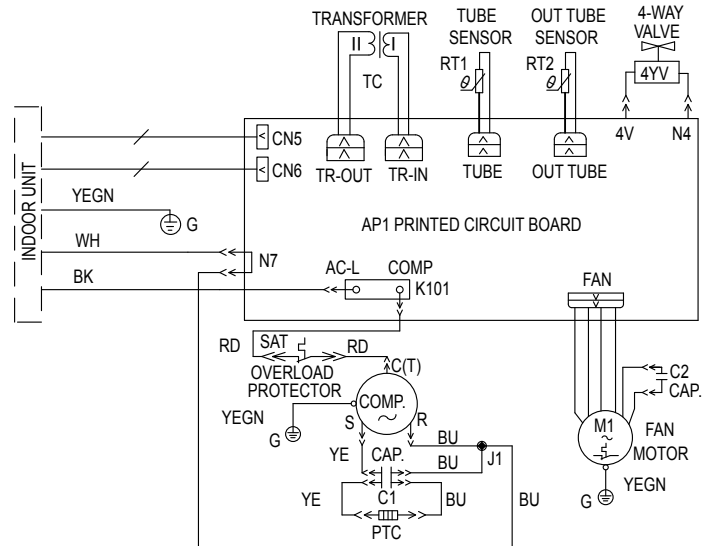 TRANSFORMER
TUBE
SENSOR
OUT TUBE
SENSOR
4-WAY
VALVE
II
I
TC
RT1
θ
RT2
θ
4YV
4V
N4
CN5
CN6
TR-OUT
TR-IN
TUBE
OUT TUBE
INDOOR UNIT
YEGN
G
AP1 PRINTED CIRCUIT BOARD
WH
N7
BK
AC-L
COMP
K101
FAN
RD
SAT
RD
OVERLOAD
PROTECTOR
C(T)
C2
CAP.
YEGN
G
COMP.
S
R
M1
FAN
MOTOR
YE
CAP.
BU
BU
J1
YEGN
G
YE
C1
BU
BU
PTC